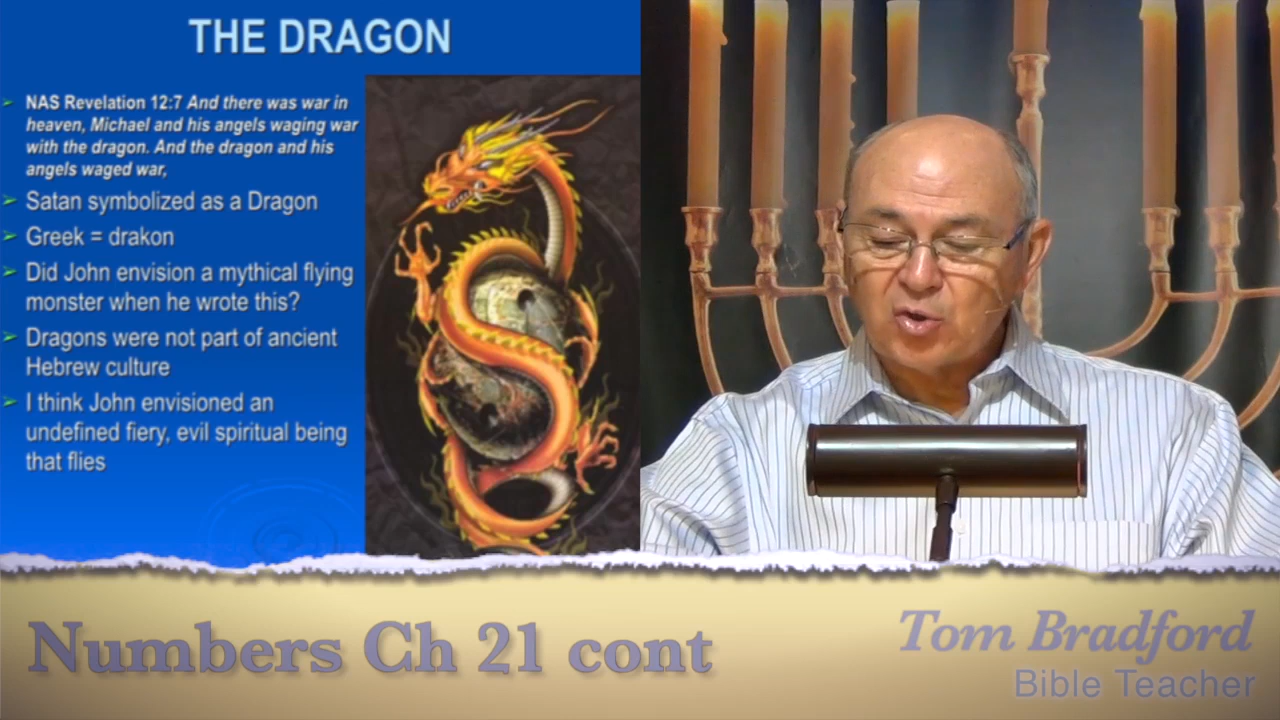 THE DRAGON
➢ NAS Revelation 12:7 And there was war in
heaven, Michael and his angels waging war
with the dragon. And the dragon and his
angels waged war,
➢ Satan symbolized as a Dragon
➢ Greek = drakon
➢ Did John envision a mythical flying
monster when he wrote this?
➢ Dragons were not part of ancient
Hebrew culture
➢ I think John envisioned an
undefined fiery, evil spiritual being
that flies
Numbers Ch 21 cont
Tom Bradford
Bible Teacher